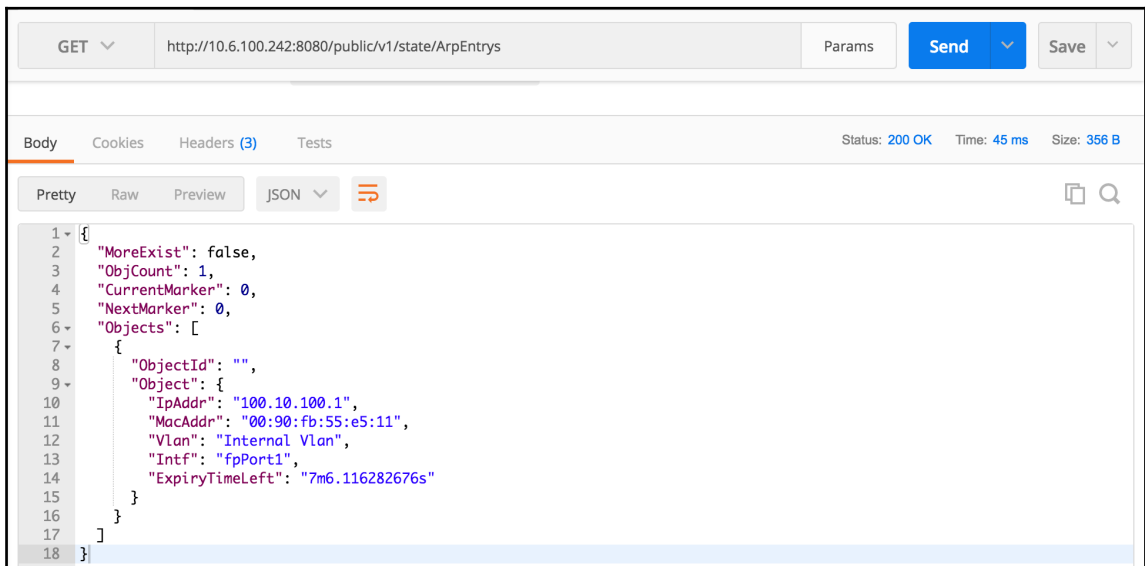 GET http://10.6.100.242:8080/public/v1/state/ArpEntrys Params Send Save
Body Cookies Headers (3) Tests Status: 200 OK Time: 45 ms Size: 356 B
Pretty Raw Preview JSON
1 {
2 "MoreExist": false,
3 "ObjCount": 1,
4 "CurrentMarker": 0,
5 "NextMarker": 0,
6 "Objects": [
7 {
8 "ObjectId": "",
9 "Object": {
10 "IpAddr": "100.10.100.1",
11 "MacAddr": "00:90:fb:55:e5:11",
12 "Vlan": "Internal Vlan",
13 "Intf": "fpPort1",
14 "ExpiryTimeLeft": "7m6.116282676s"
15 }
16 }
17 ]
18 }